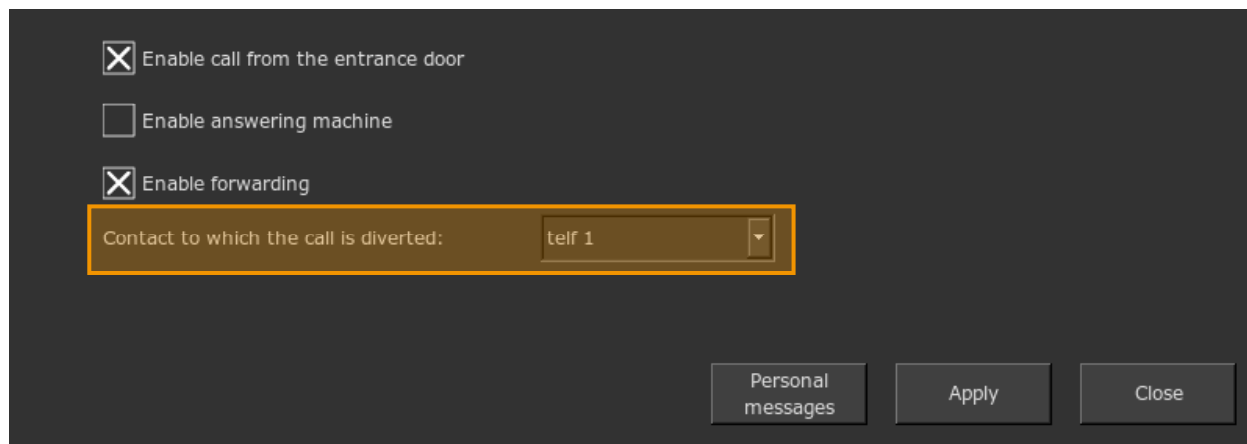 Enable call from the entrance door
Enable answering machine
Enable forwarding
Contact to which the call is diverted: telf 1
Personal
messages
Apply
Close